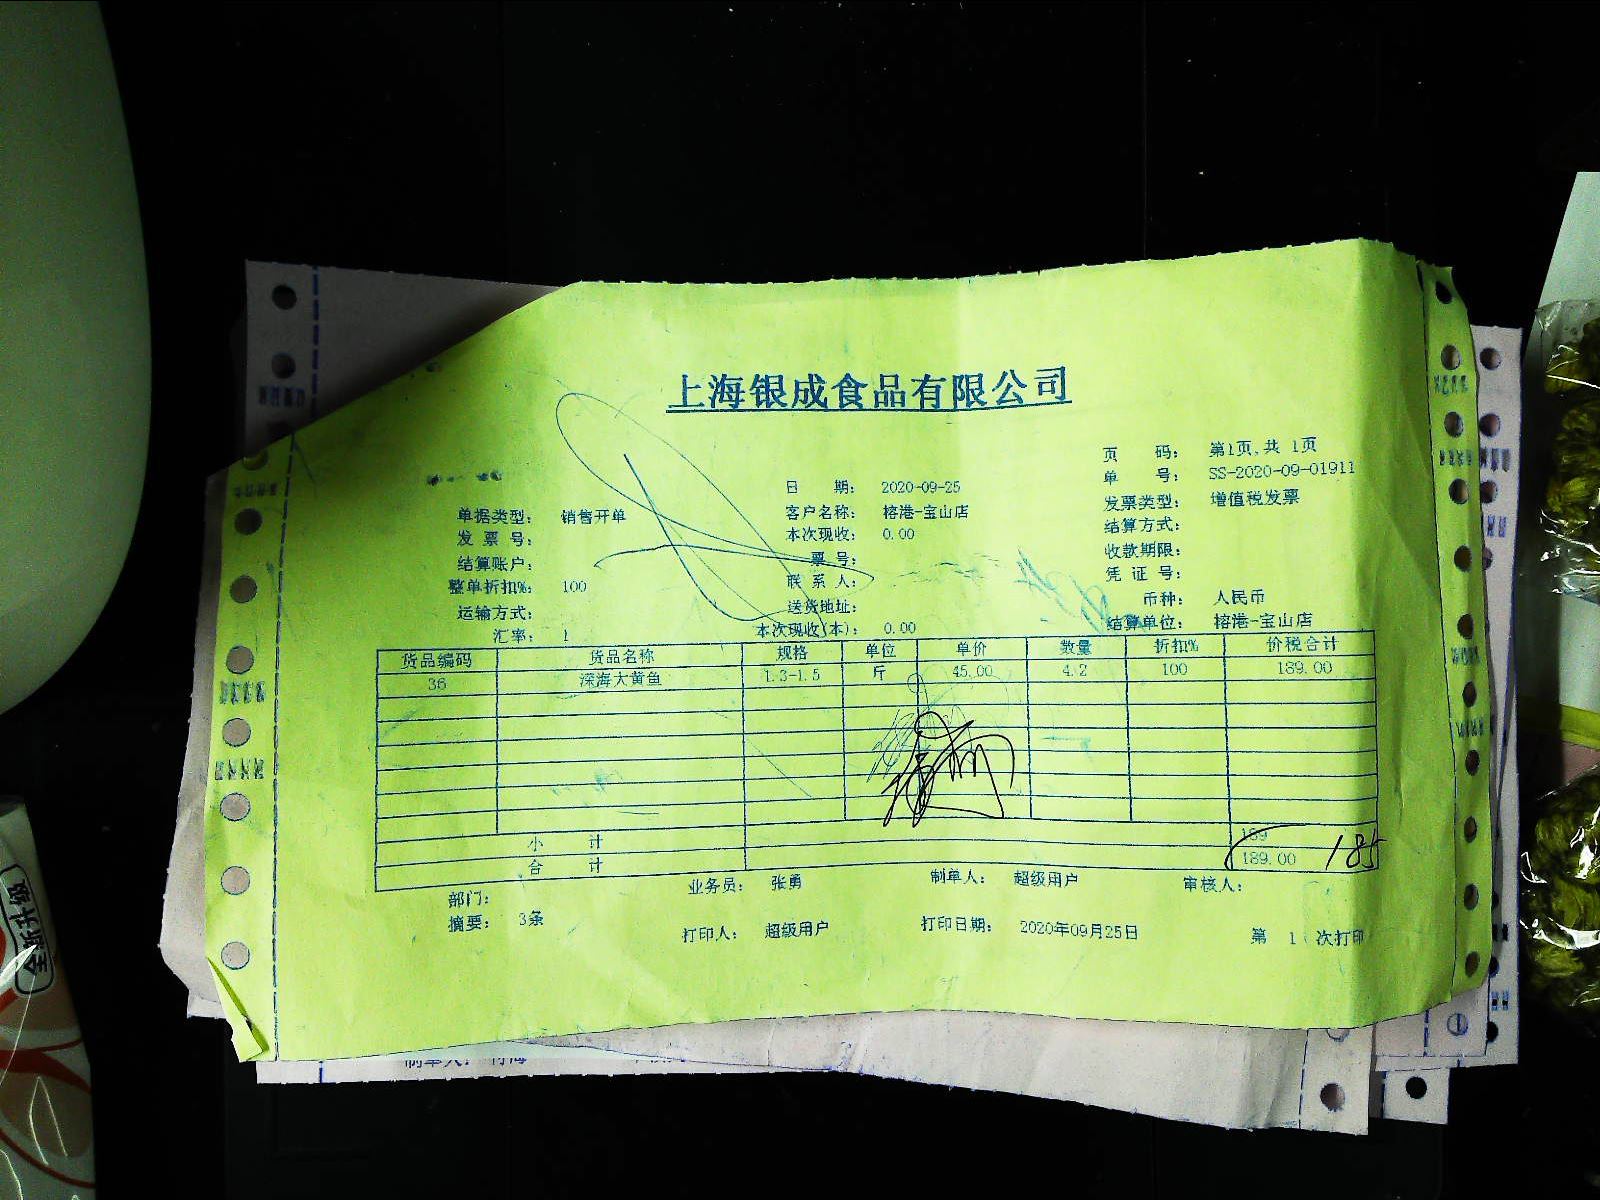 上海银成食品有限公司
页 码: 第1页,共 1页
日 期: 2020-09-25 单 号: SS-2020-09-01911
单据类型: 销售开单 客户名称: 榕港-宝山店 发票类型: 增值税发票
发 票 号: 本次现收: 0.00 结算方式:
结算账户: 票号: 收款期限:
整单折扣%: 100 联 系 人: 凭 证 号:
运输方式: 送货地址: 币种: 人民币
汇率: 1 本次现收(本): 0.00 结算单位: 榕港-宝山店
货品编码 货品名称 规格 单位 单价 数量 折扣% 价税合计
36 深海大黄鱼 1.3-1.5 斤 45.00 4.2 100 189.00
小 计 189
合 计 189.00 185
部门: 业务员: 张勇 制单人: 超级用户 审核人:
摘要: 3条 打印人: 超级用户 打印日期: 2020年09月25日 第 1 次打印
全新升级